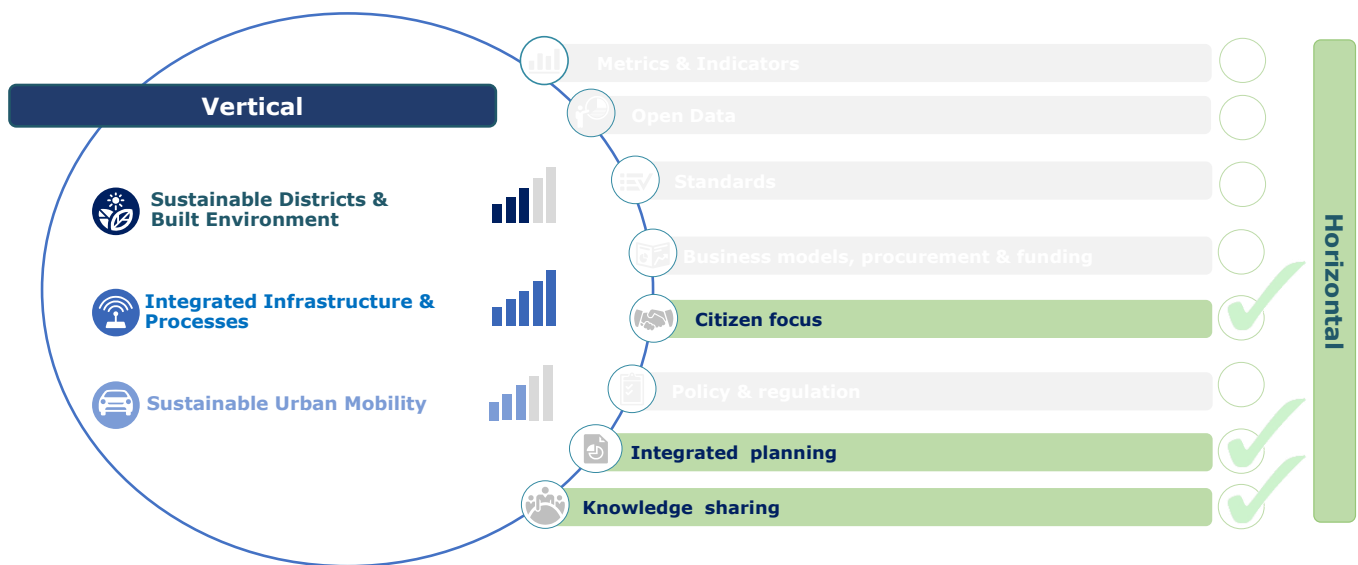 Vertical
Sustainable Districts &
Built Environment
Integrated Infrastructure &
Processes
Sustainable Urban Mobility
Metrics & Indicators
Open Data
Standards
Business models, procurement & funding
Citizen focus
Policy & regulation
Integrated planning
Knowledge sharing
Horizontal